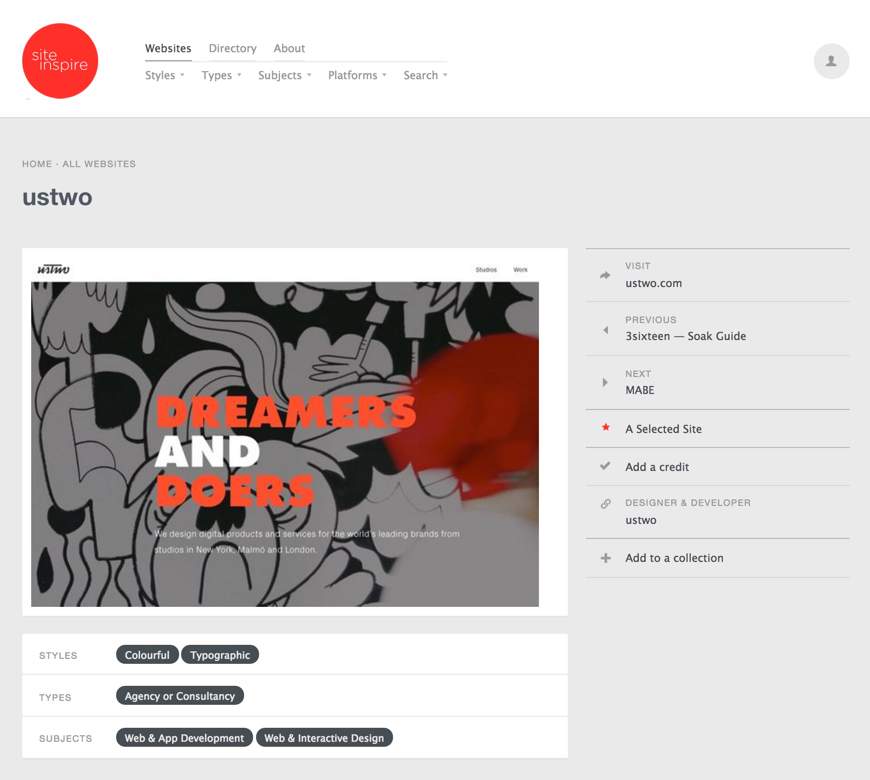 site
inspire
Websites Directory About
Styles Types Subjects Platforms Search
HOME · ALL WEBSITES
ustwo
ustwo Studios Work
DREAMERS
AND
DOERS
We design digital products and services for the world's leading brands from
studios in New York, Malmö and London.
VISIT
ustwo.com
PREVIOUS
3sixteen — Soak Guide
NEXT
MABE
A Selected Site
Add a credit
DESIGNER & DEVELOPER
ustwo
Add to a collection
STYLES Colourful Typographic
TYPES Agency or Consultancy
SUBJECTS Web & App Development Web & Interactive Design